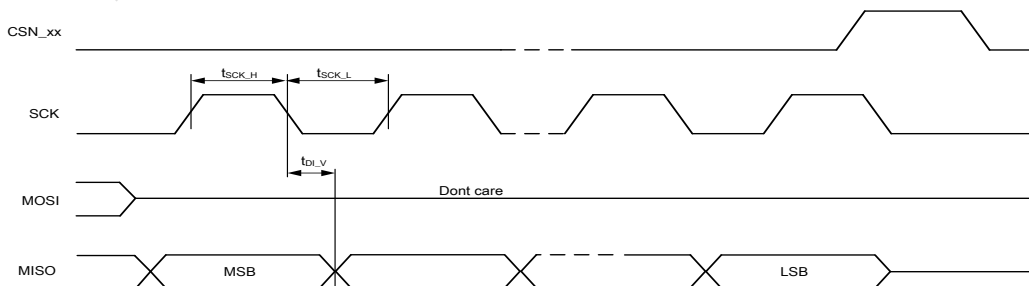 CSN_xx
tSCK_H tSCK_L
SCK
tDI_V
Dont care
MOSI
MISO MSB LSB